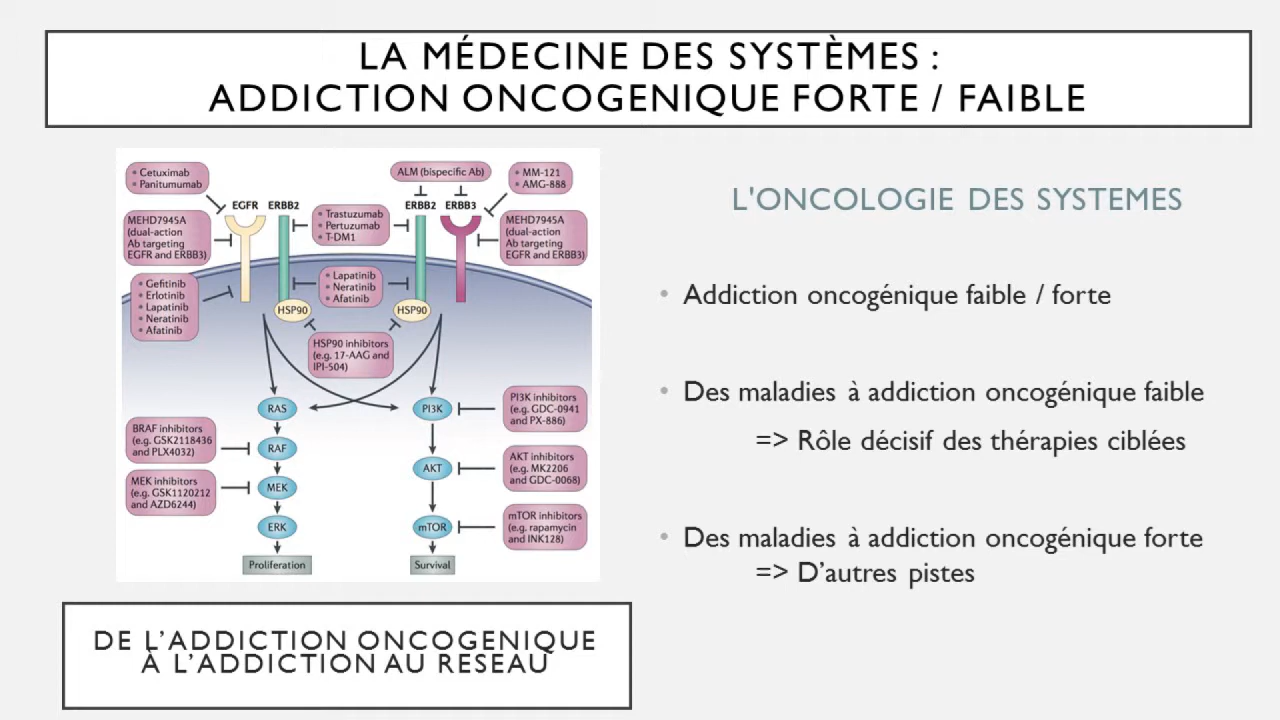 LA MÉDECINE DES SYSTÈMES :
ADDICTION ONCOGENIQUE FORTE / FAIBLE
• Cetuximab
• Panitumumab
EGFR
ERBB2
MEHD7945A
(dual-action
Ab targeting
EGFR and ERBB3)
• Trastuzumab
• Pertuzumab
• T-DM1
ALM (bispecific Ab)
• MM-121
• AMG-888
ERBB2
ERBB3
MEHD7945A
(dual-action
Ab targeting
EGFR and ERBB3)
• Gefitinib
• Erlotinib
• Lapatinib
• Neratinib
• Afatinib
• Lapatinib
• Neratinib
• Afatinib
HSP90
HSP90
HSP90 inhibitors
(e.g. 17-AAG and
IPI-504)
RAS
PI3K
PI3K inhibitors
(e.g. GDC-0941
and PX-886)
BRAF inhibitors
(e.g. GSK2118436
and PLX4032)
RAF
AKT
AKT inhibitors
(e.g. MK2206
and GDC-0068)
MEK inhibitors
(e.g. GSK1120212
and AZD6244)
MEK
ERK
mTOR
mTOR inhibitors
(e.g. rapamycin
and INK128)
Proliferation
Survival
DE L’ADDICTION ONCOGENIQUE
À L’ADDICTION AU RESEAU
L'ONCOLOGIE DES SYSTEMES
• Addiction oncogénique faible / forte
• Des maladies à addiction oncogénique faible
=> Rôle décisif des thérapies ciblées
• Des maladies à addiction oncogénique forte
=> D’autres pistes